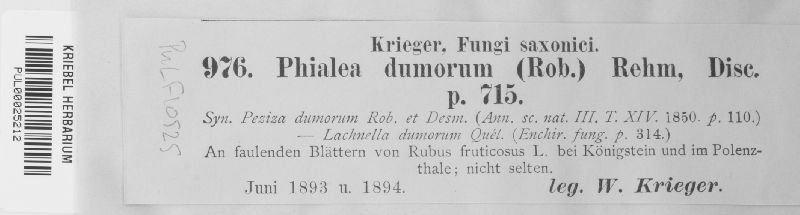 KRIEBEL HERBARIUM
PUL00025212
PUL F10525
Krieger, Fungi saxonici.
976. Phialea dumorum (Rob.) Rehm, Disc.
p. 715.
Syn. Peziza dumorum Rob. et Desm. (Ann. sc. nat. III. T. XIV. 1850. p. 110.)
— Lachnella dumorum Quél. (Enchir. fung. p. 314.)
An faulenden Blättern von Rubus fruticosus L. bei Königstein und im Polenz-
thale; nicht selten.
Juni 1893 u. 1894.
leg. W. Krieger.